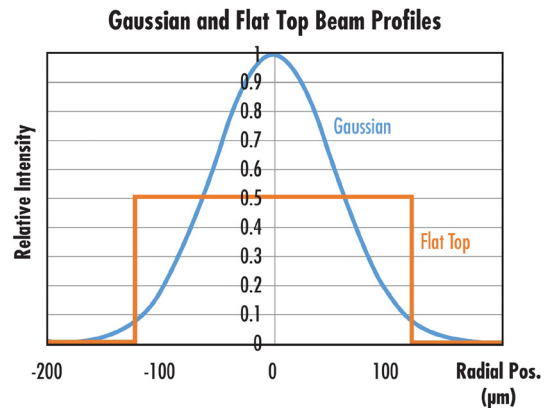 Gaussian and Flat Top Beam Profiles
Relative Intensity
1
0.9
0.8
0.7
0.6
0.5
0.4
0.3
0.2
0.1
0
Gaussian
Flat Top
-200 -100 0 100 Radial Pos.
(µm)